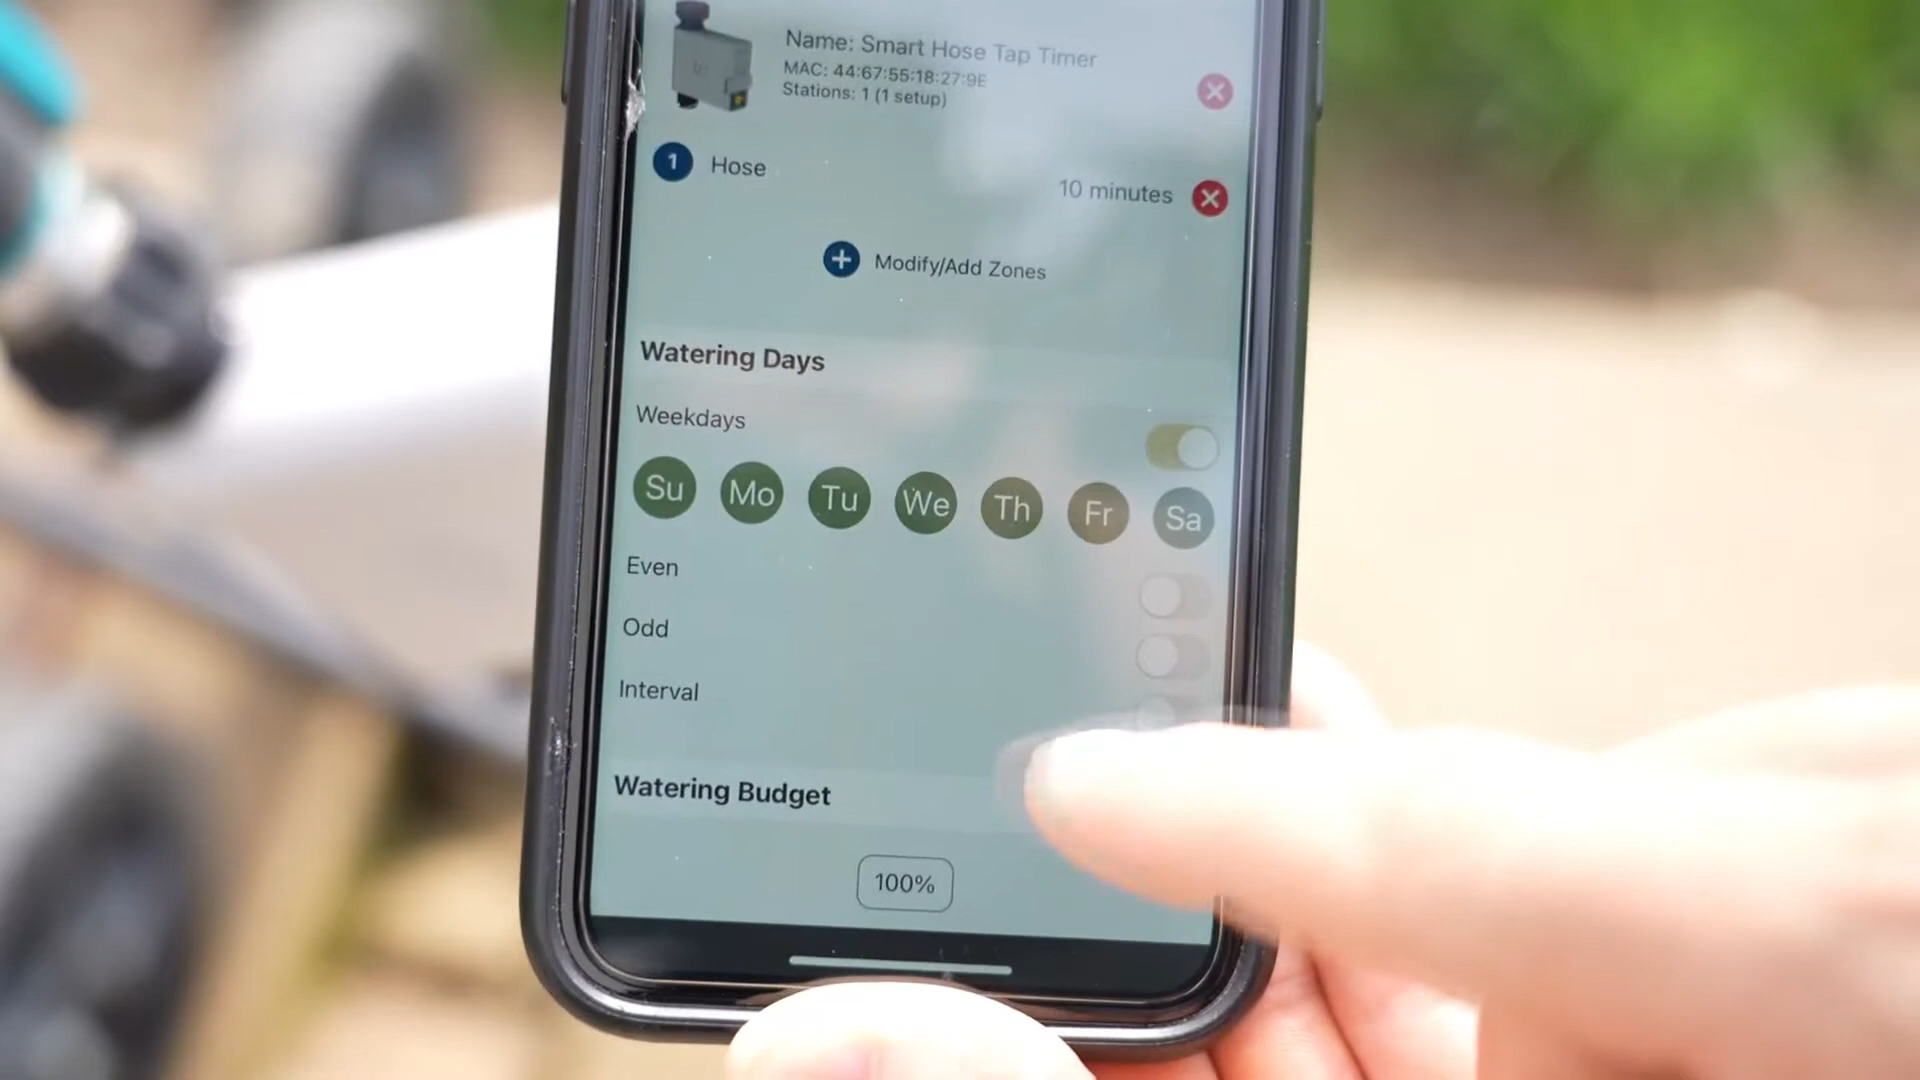 Name: Smart Hose Tap Timer
MAC: 44:67:55:18:27:9E
Stations: 1 (1 setup)
1 Hose
10 minutes
Modify/Add Zones
Watering Days
Weekdays
Su Mo Tu We Th Fr Sa
Even
Odd
Interval
Watering Budget
100%